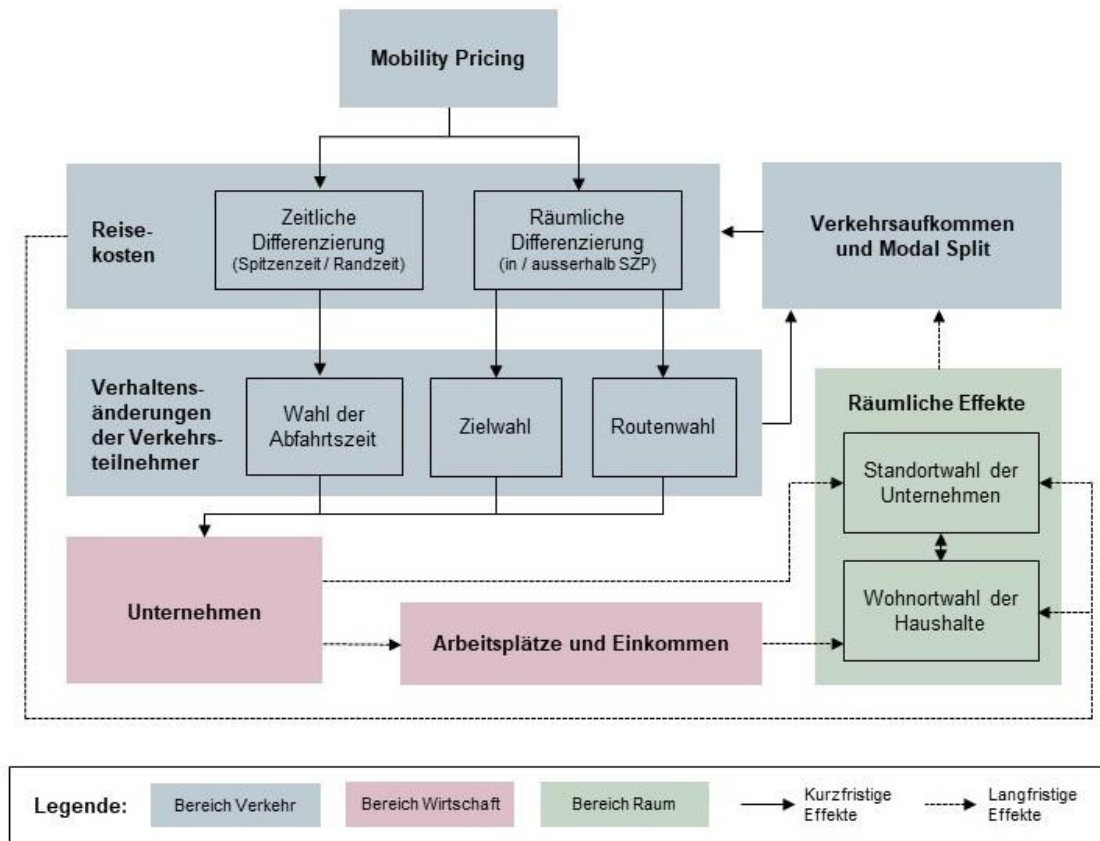 Mobility Pricing
Reise-
kosten
Zeitliche
Differenzierung
(Spitzenzeit / Randzeit)
Räumliche
Differenzierung
(in / ausserhalb SZP)
Verkehrsaufkommen
und Modal Split
Verhaltens-
änderungen
der Verkehrs-
teilnehmer
Wahl der
Abfahrtszeit
Zielwahl
Routenwahl
Räumliche Effekte
Standortwahl der
Unternehmen
Wohnortwahl der
Haushalte
Unternehmen
Arbeitsplätze und Einkommen
Legende:
Bereich Verkehr
Bereich Wirtschaft
Bereich Raum
Kurzfristige
Effekte
Langfristige
Effekte